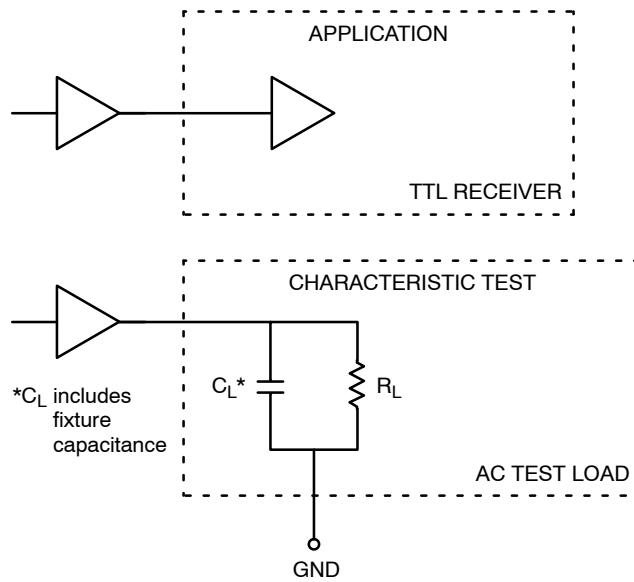 APPLICATION
TTL RECEIVER
CHARACTERISTIC TEST
*CL includes
fixture
capacitance
CL*
RL
AC TEST LOAD
GND